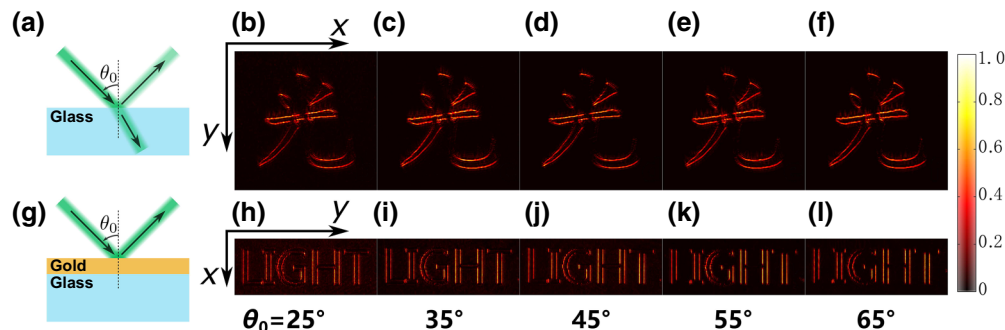 (a) (b) (c) (d) (e) (f)
x
y
θ₀
Glass
光
1.0
0.8
0.6
0.4
0.2
0
(g) (h) (i) (j) (k) (l)
y
x
θ₀
Gold
Glass
光 光 光 光
LIGHT LIGHT LIGHT LIGHT LIGHT
θ₀=25° 35° 45° 55° 65°